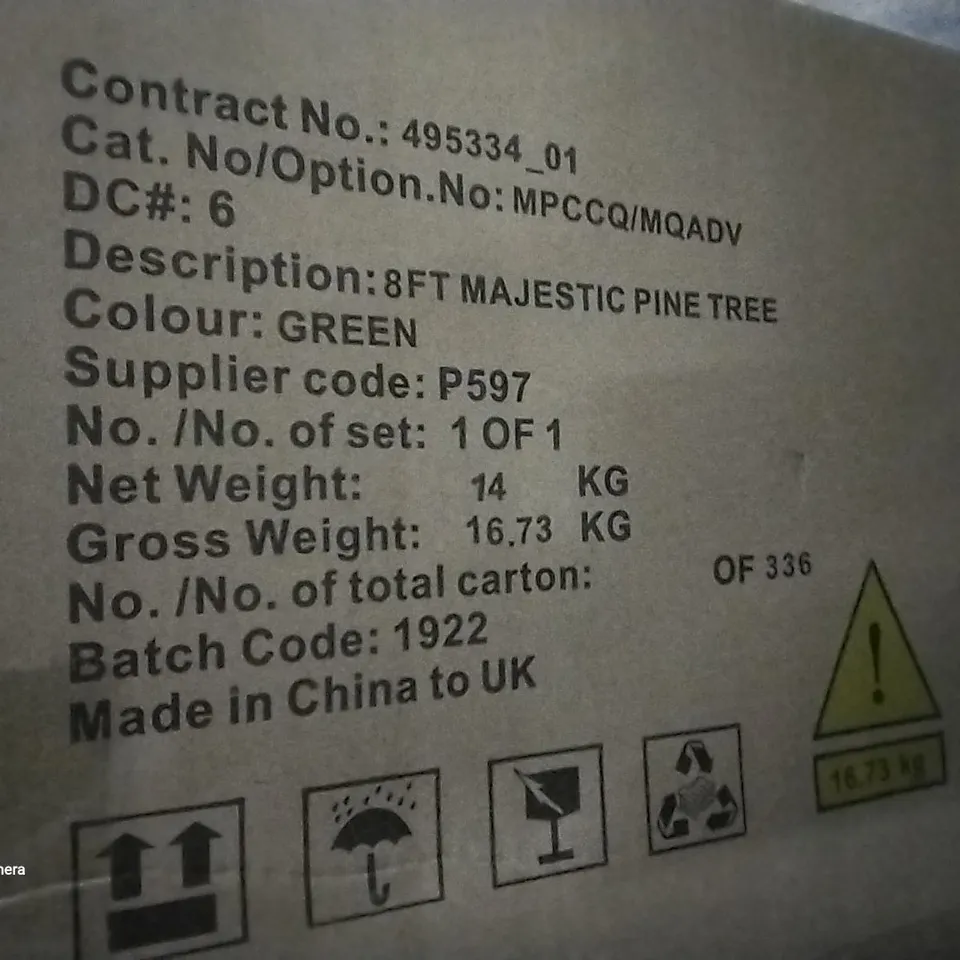 Contract No.: 495334_01
Cat. No/Option.No: MPCCQ/MQADV
DC#: 6
Description: 8FT MAJESTIC PINE TREE
Colour: GREEN
Supplier code: P597
No. /No. of set: 1 OF 1
Net Weight: 14 KG
Gross Weight: 16.73 KG
No. /No. of total carton: OF 336
Batch Code: 1922
Made in China to UK
!
16.73 kg